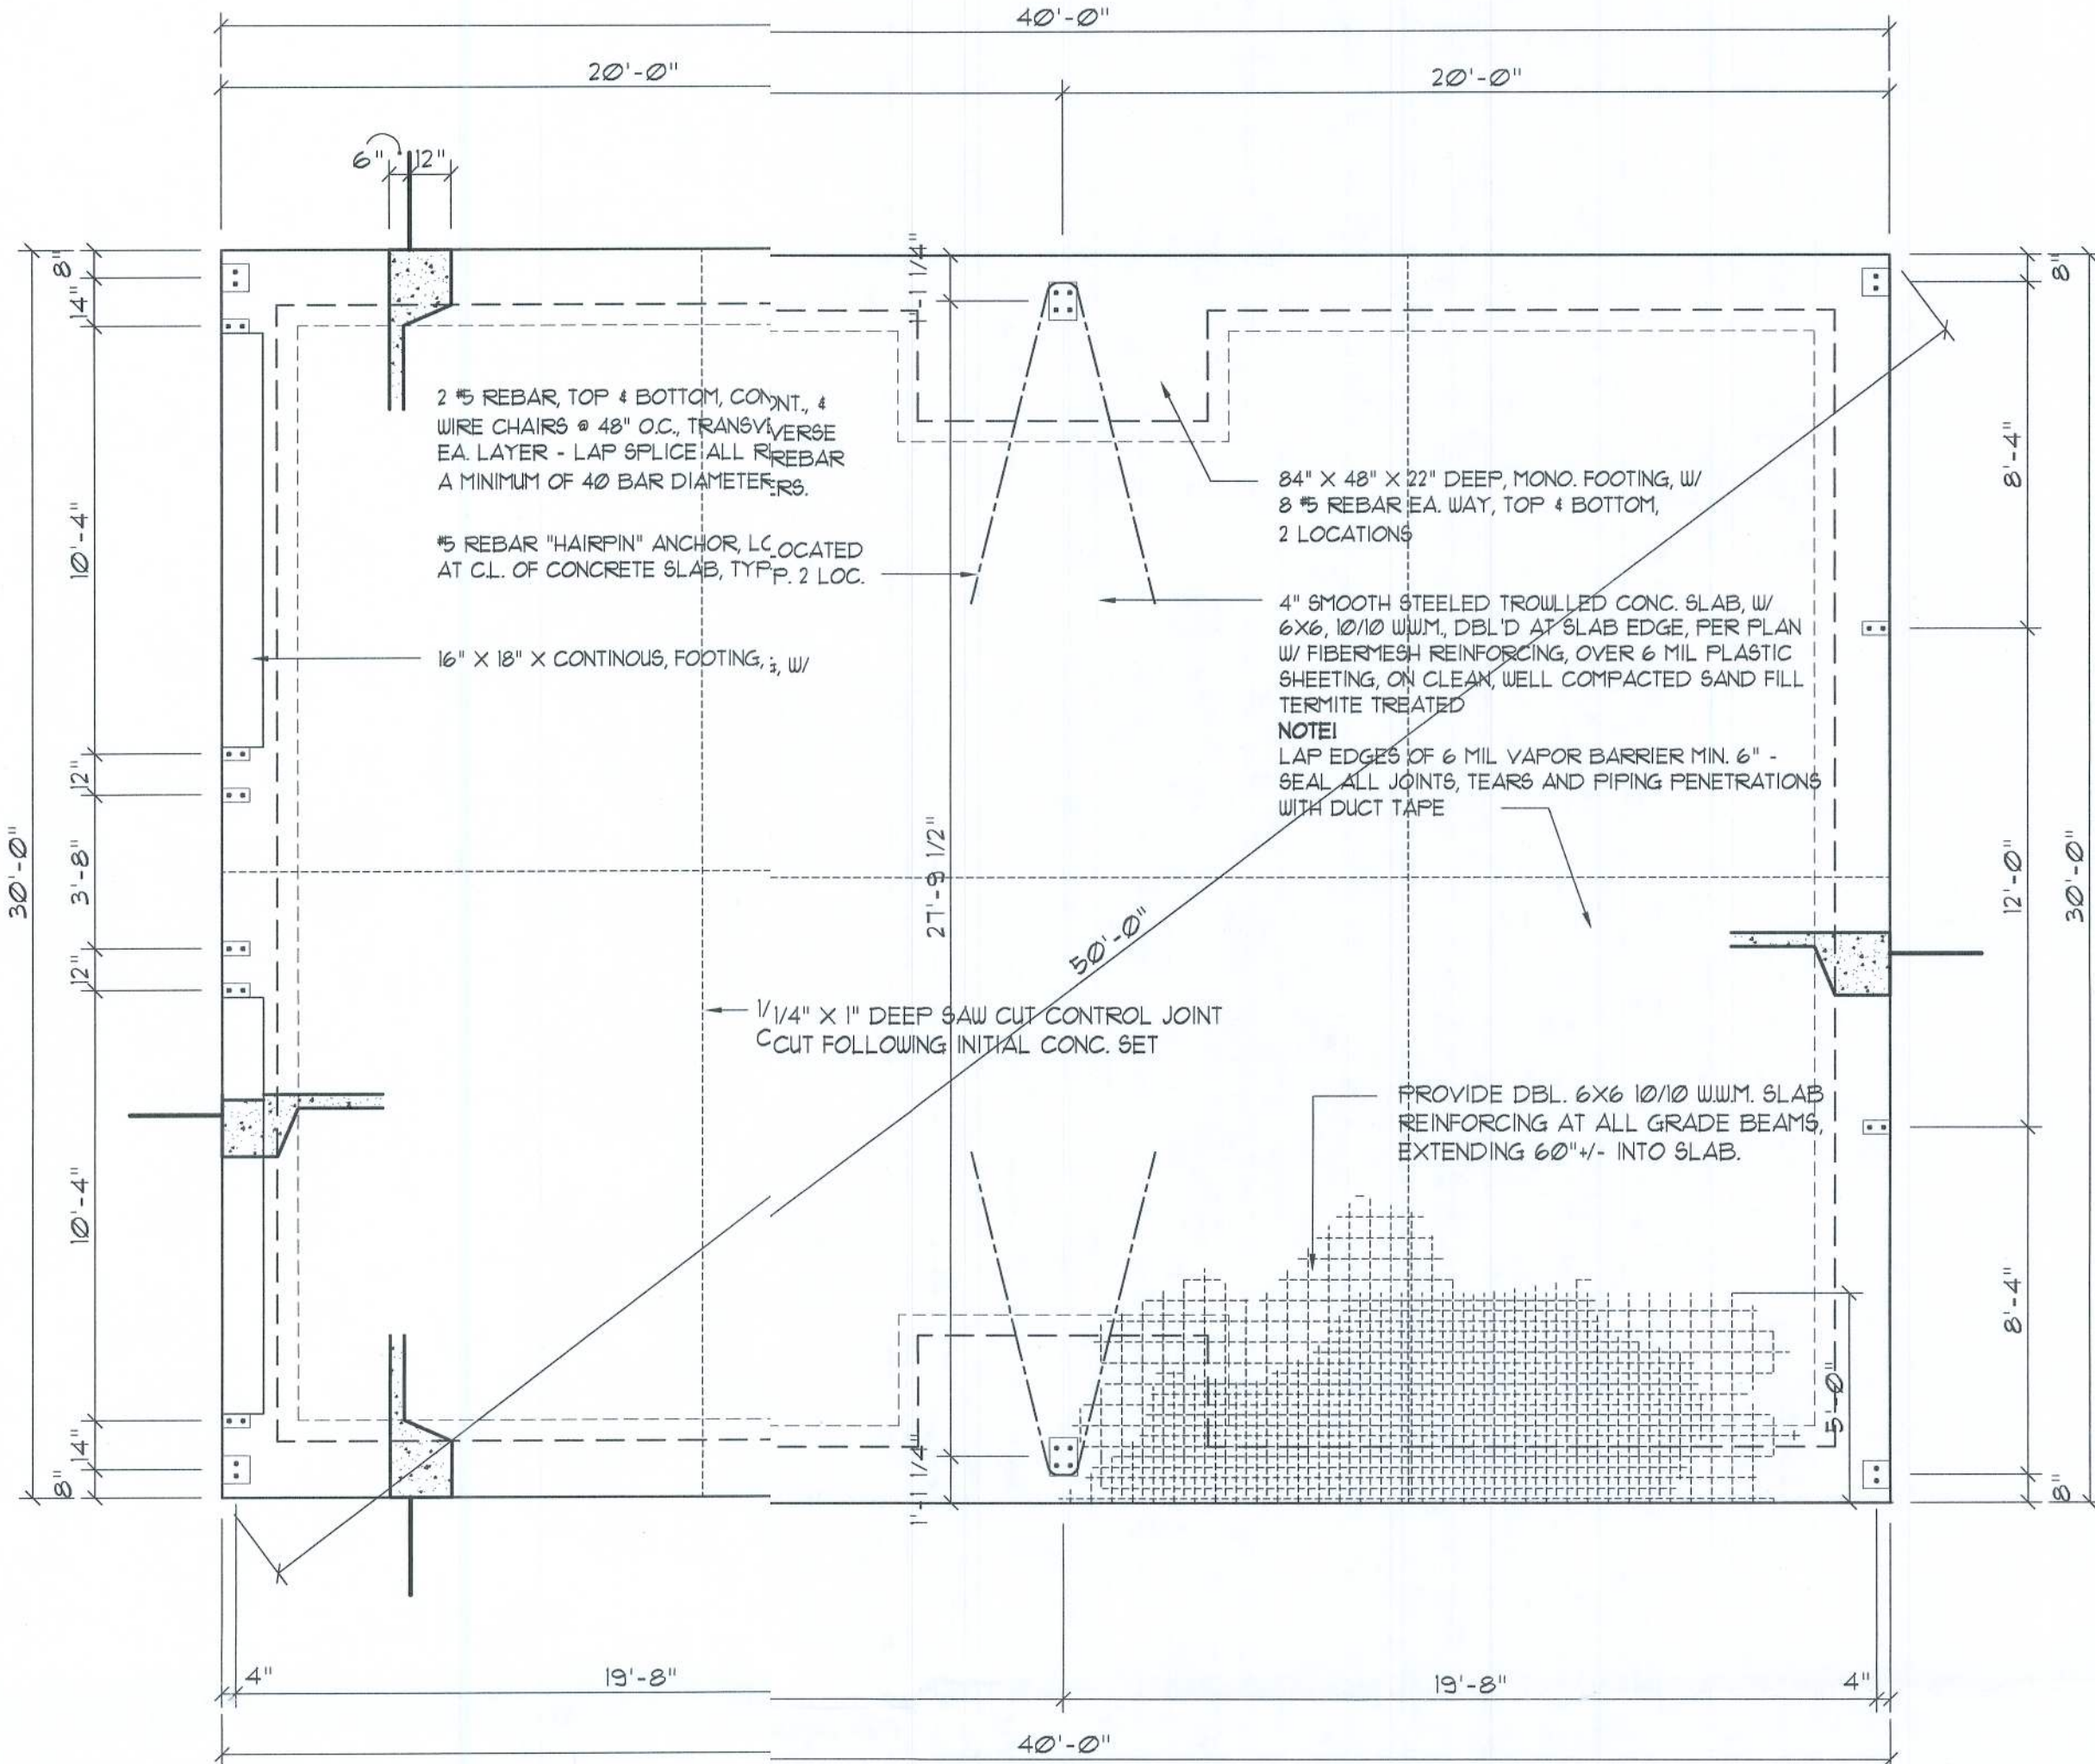 40'-0"
20'-0"
20'-0"
6" 12"
8"
14"
10'-4"
12"
3'-8"
12"
10'-4"
14"
8"
30'-0"
1'-1 1/4"
27'-9 1/2"
1'-1 1/4"
50'-0"
8"
8'-4"
12'-0"
8'-4"
8"
30'-0"
5'-0"
2 #5 REBAR, TOP & BOTTOM, CONT., &
WIRE CHAIRS @ 48" O.C., TRANSVERSE
EA. LAYER - LAP SPLICE ALL REBAR
A MINIMUM OF 40 BAR DIAMETERS.
#5 REBAR "HAIRPIN" ANCHOR, LOCATED
AT C.L. OF CONCRETE SLAB, TYP. 2 LOC.
16" X 18" X CONTINOUS, FOOTING, W/
84" X 48" X 22" DEEP, MONO. FOOTING, W/
8 #5 REBAR EA. WAY, TOP & BOTTOM,
2 LOCATIONS
4" SMOOTH STEELED TROWLLED CONC. SLAB, W/
6X6, 10/10 W.W.M., DBL'D AT SLAB EDGE, PER PLAN
W/ FIBERMESH REINFORCING, OVER 6 MIL PLASTIC
SHEETING, ON CLEAN, WELL COMPACTED SAND FILL
TERMITE TREATED
NOTE!
LAP EDGES OF 6 MIL VAPOR BARRIER MIN. 6" -
SEAL ALL JOINTS, TEARS AND PIPING PENETRATIONS
WITH DUCT TAPE
1/4" X 1" DEEP SAW CUT CONTROL JOINT
CUT FOLLOWING INITIAL CONC. SET
PROVIDE DBL. 6X6 10/10 W.W.M. SLAB
REINFORCING AT ALL GRADE BEAMS,
EXTENDING 60"+/- INTO SLAB.
4"
19'-8"
19'-8"
4"
40'-0"